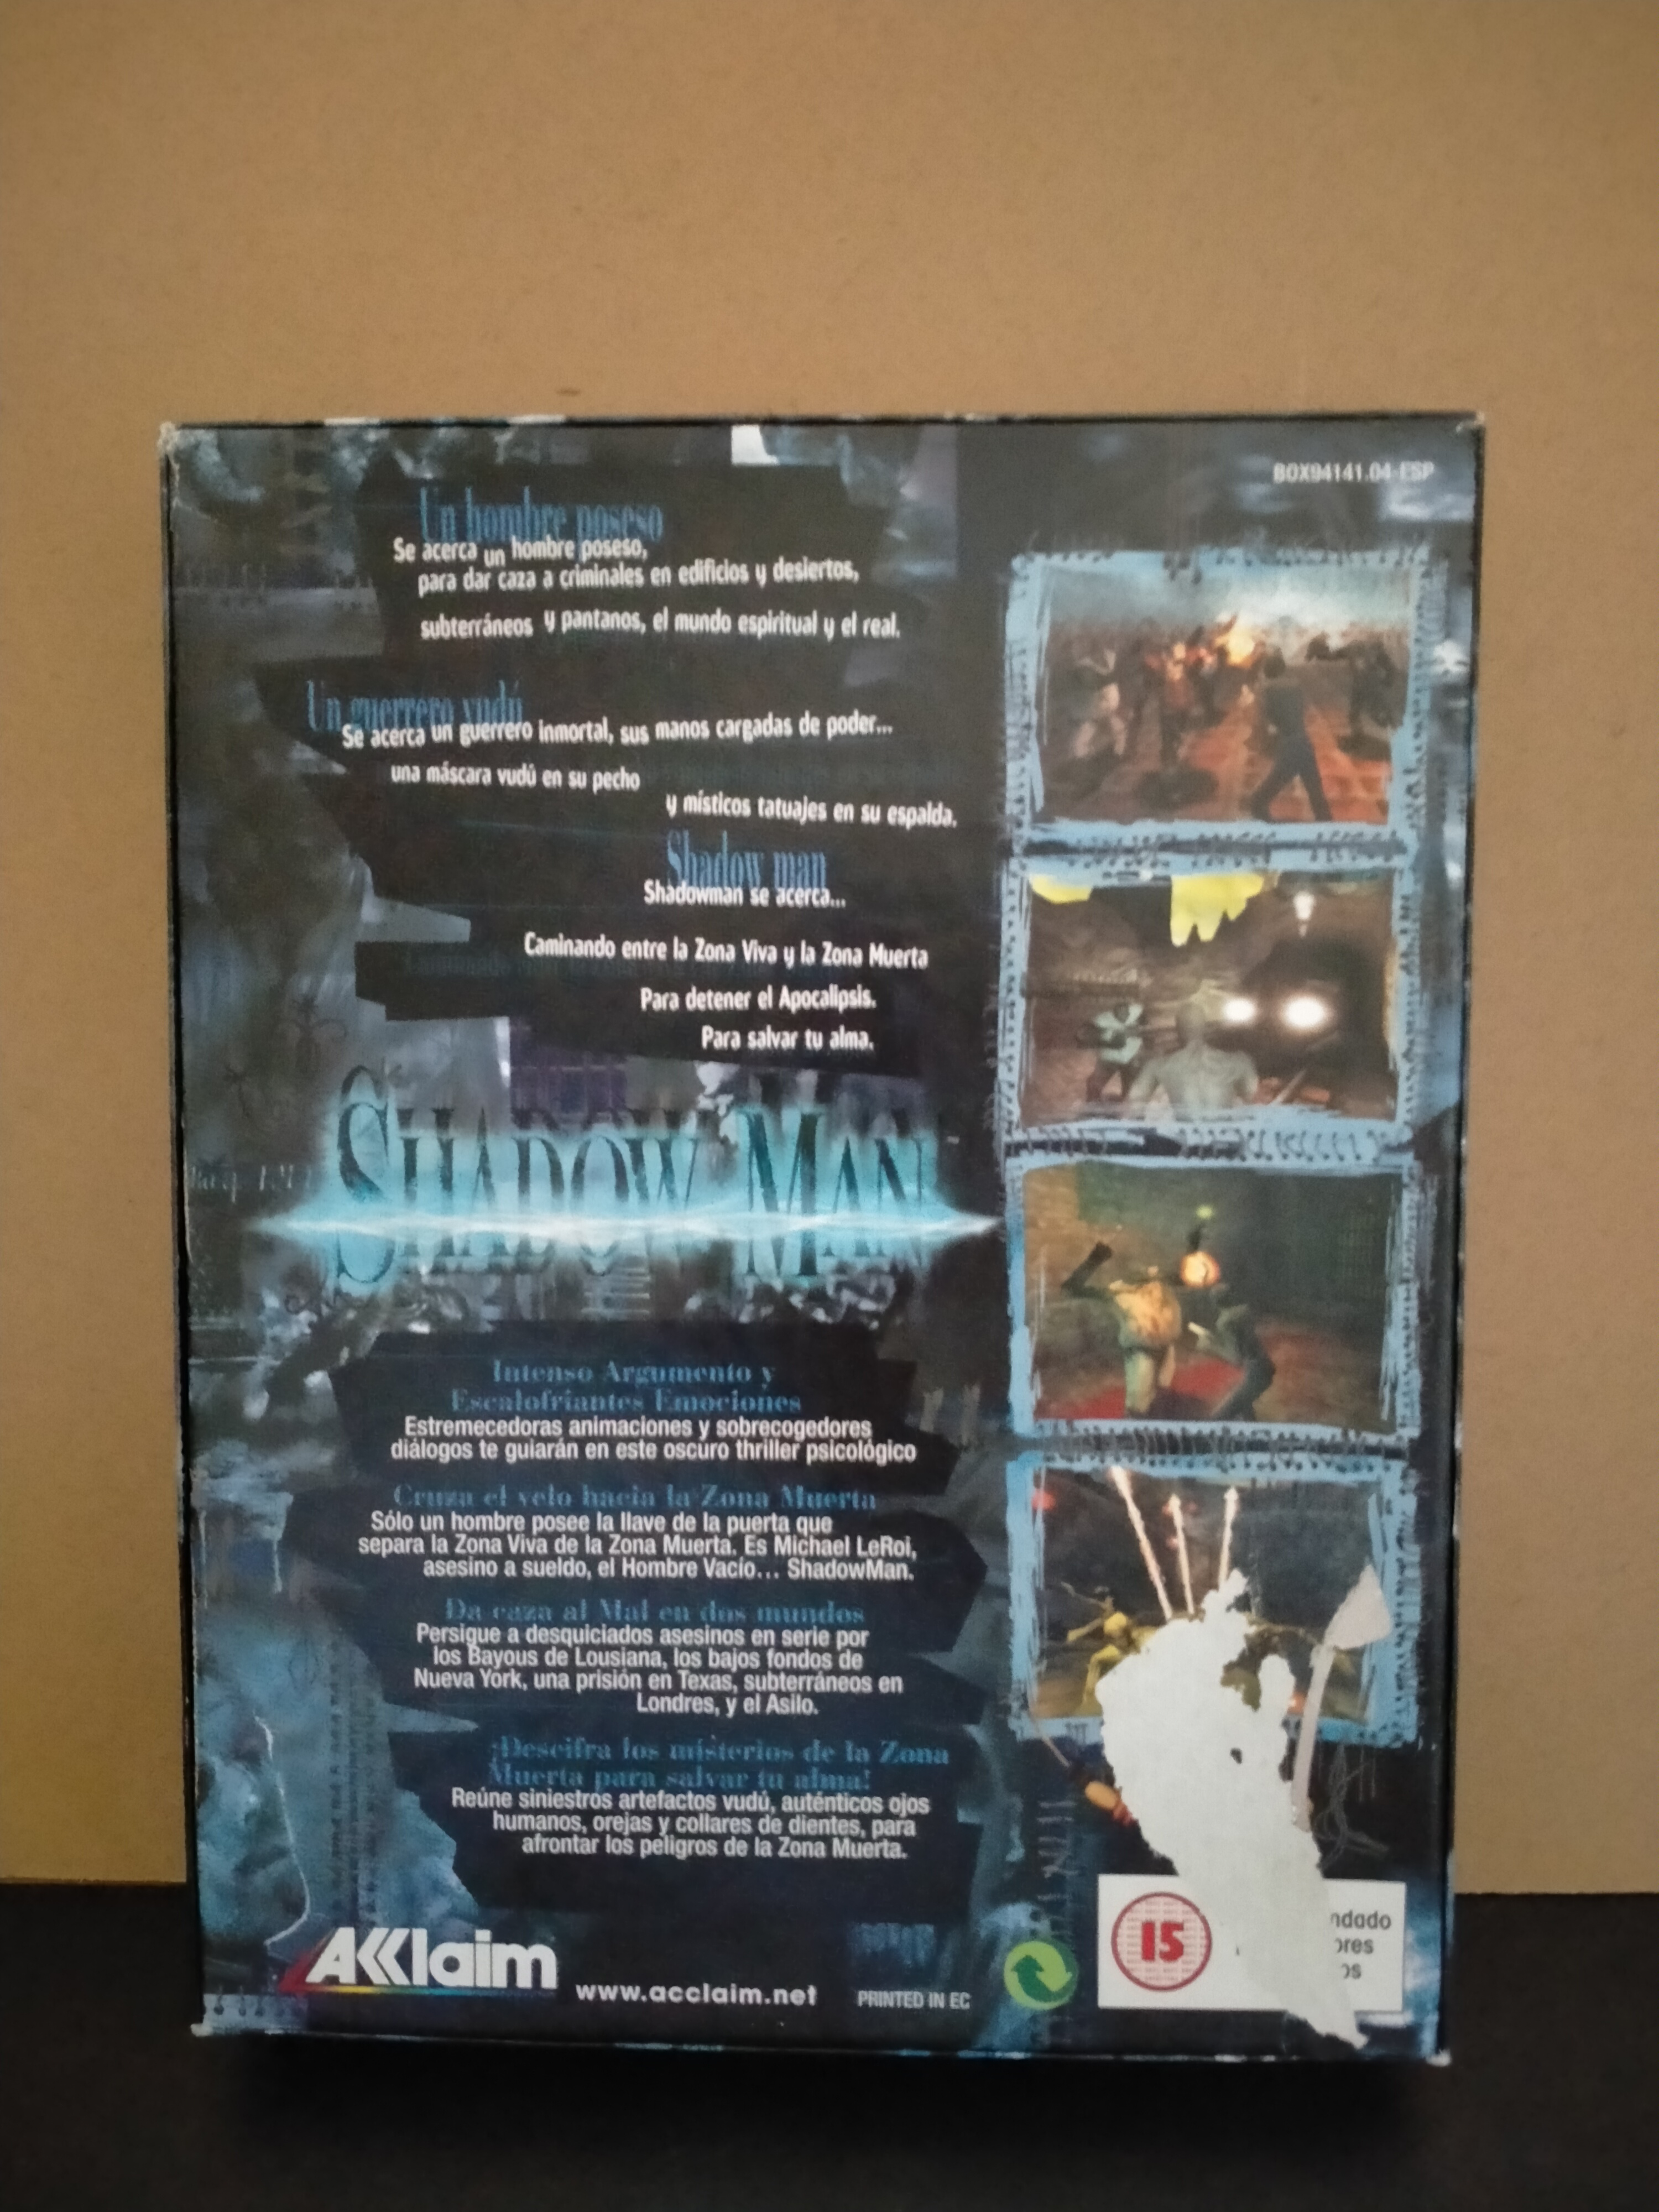 BOX94141.04-ESP
Un hombre poseso
Se acerca un hombre poseso,
para dar caza a criminales en edificios y desiertos,
subterráneos y pantanos, el mundo espiritual y el real.
Un guerrero vudú
Se acerca un guerrero inmortal, sus manos cargadas de poder...
una máscara vudú en su pecho
y místicos tatuajes en su espalda.
Shadow man
Shadowman se acerca...
Caminando entre la Zona Viva y la Zona Muerta
Para detener el Apocalipsis.
Para salvar tu alma.
SHADOW MAN
Intenso Argumento y
Escalofriantes Emociones
Estremecedoras animaciones y sobrecogedores
diálogos te guiarán en este oscuro thriller psicológico
Cruza el velo hacia la Zona Muerta
Sólo un hombre posee la llave de la puerta que
separa la Zona Viva de la Zona Muerta. Es Michael LeRoi,
asesino a sueldo, el Hombre Vacío... ShadowMan.
Da caza al Mal en dos mundos
Persigue a desquiciados asesinos en serie por
los Bayous de Lousiana, los bajos fondos de
Nueva York, una prisión en Texas, subterráneos en
Londres, y el Asilo.
¡Descifra los misterios de la Zona
Muerta para salvar tu alma!
Reúne siniestros artefactos vudú, auténticos ojos
humanos, orejas y collares de dientes, para
afrontar los peligros de la Zona Muerta.
AKKlaim
www.acclaim.net
PRINTED IN EC
15
ndado
ores
os